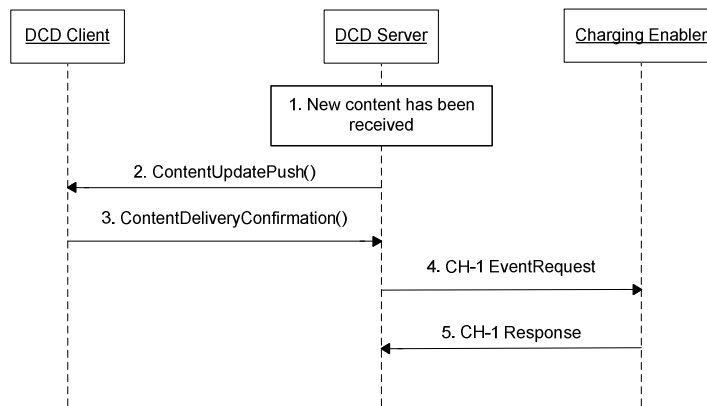 DCD Client
DCD Server
Charging Enabler
1. New content has been
received
2. ContentUpdatePush()
3. ContentDeliveryConfirmation()
4. CH-1 EventRequest
5. CH-1 Response